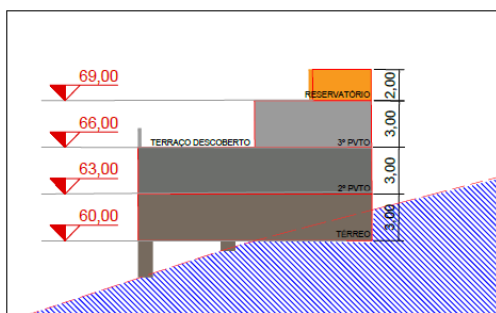 69,00
RESERVATÓRIO
2,00
66,00
TERRAÇO DESCOBERTO
3º PVTO
3,00
63,00
2º PVTO
3,00
60,00
TÉRREO
3,00